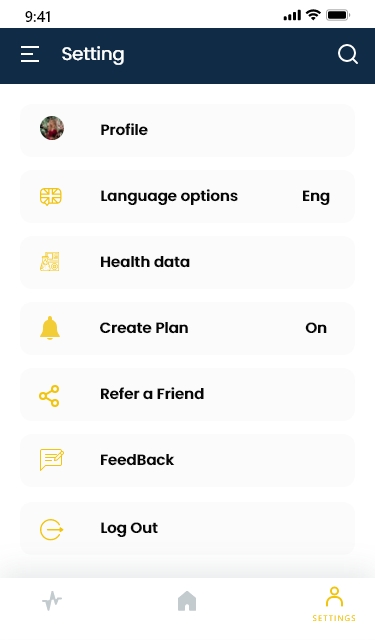 9:41
Setting
Profile
Language options Eng
Health data
Create Plan On
Refer a Friend
FeedBack
Log Out
SETTINGS